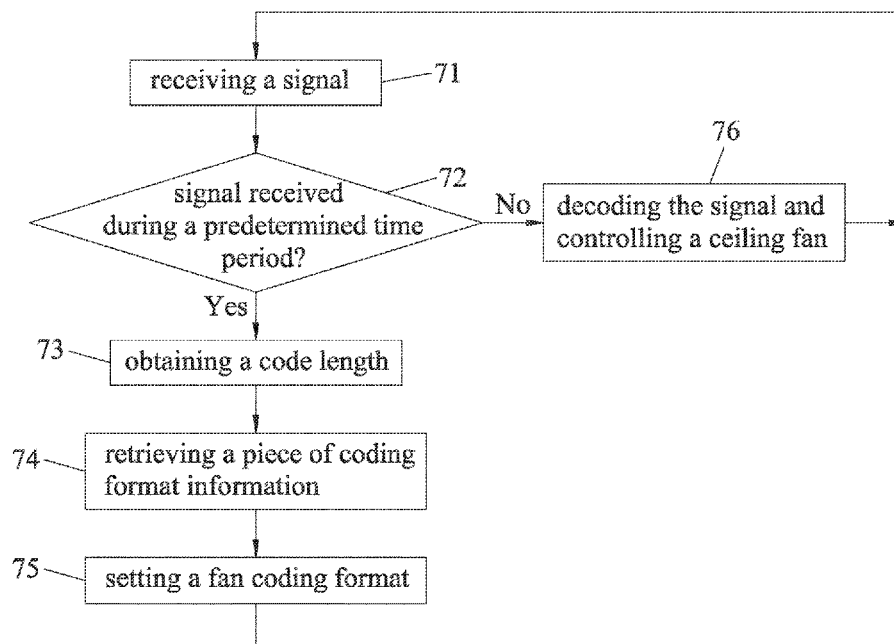 receiving a signal
71
signal received
during a predetermined time
period?
72
No
76
decoding the signal and
controlling a ceiling fan
Yes
73
obtaining a code length
74
retrieving a piece of coding
format information
75
setting a fan coding format